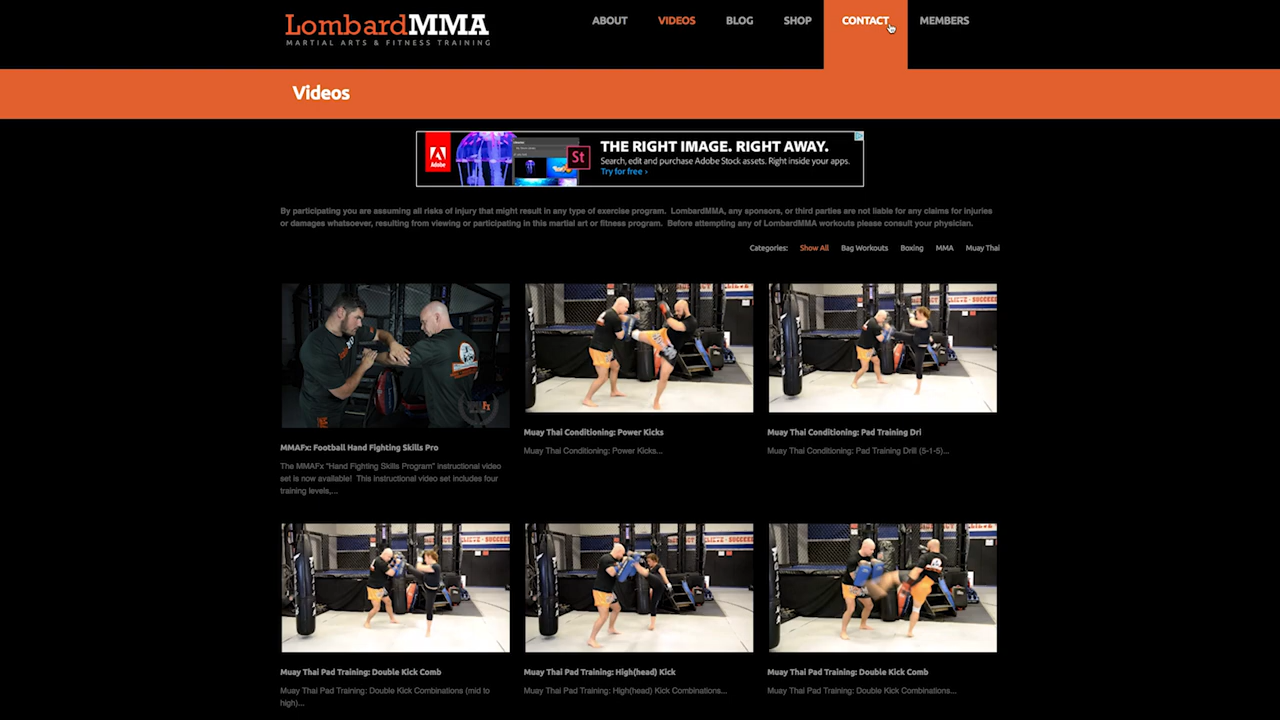 LombardMMA
MARTIAL ARTS & FITNESS TRAINING
ABOUT VIDEOS BLOG SHOP CONTACT MEMBERS
Videos
Adobe
St
THE RIGHT IMAGE. RIGHT AWAY.
Search, edit and purchase Adobe Stock assets. Right inside your apps.
Try for free ›
By participating you are assuming all risks of injury that might result in any type of exercise program. LombardMMA, any sponsors, or third parties are not liable for any claims for injuries
or damages whatsoever, resulting from viewing or participating in this martial art or fitness program. Before attempting any of LombardMMA workouts please consult your physician.
Categories: Show All Bag Workouts Boxing MMA Muay Thai
MMAFx: Football Hand Fighting Skills Pro
The MMAFx "Hand Fighting Skills Program" instructional video
set is now available! This instructional video set includes four
training levels,...
Muay Thai Conditioning: Power Kicks
Muay Thai Conditioning: Power Kicks...
Muay Thai Conditioning: Pad Training Dri
Muay Thai Conditioning: Pad Training Drill (5-1-5)...
Muay Thai Pad Training: Double Kick Comb
Muay Thai Pad Training: Double Kick Combinations (mid to
high)...
Muay Thai Pad Training: High(head) Kick
Muay Thai Pad Training: High(head) Kick Combinations...
Muay Thai Pad Training: Double Kick Comb
Muay Thai Pad Training: Double Kick Combinations...